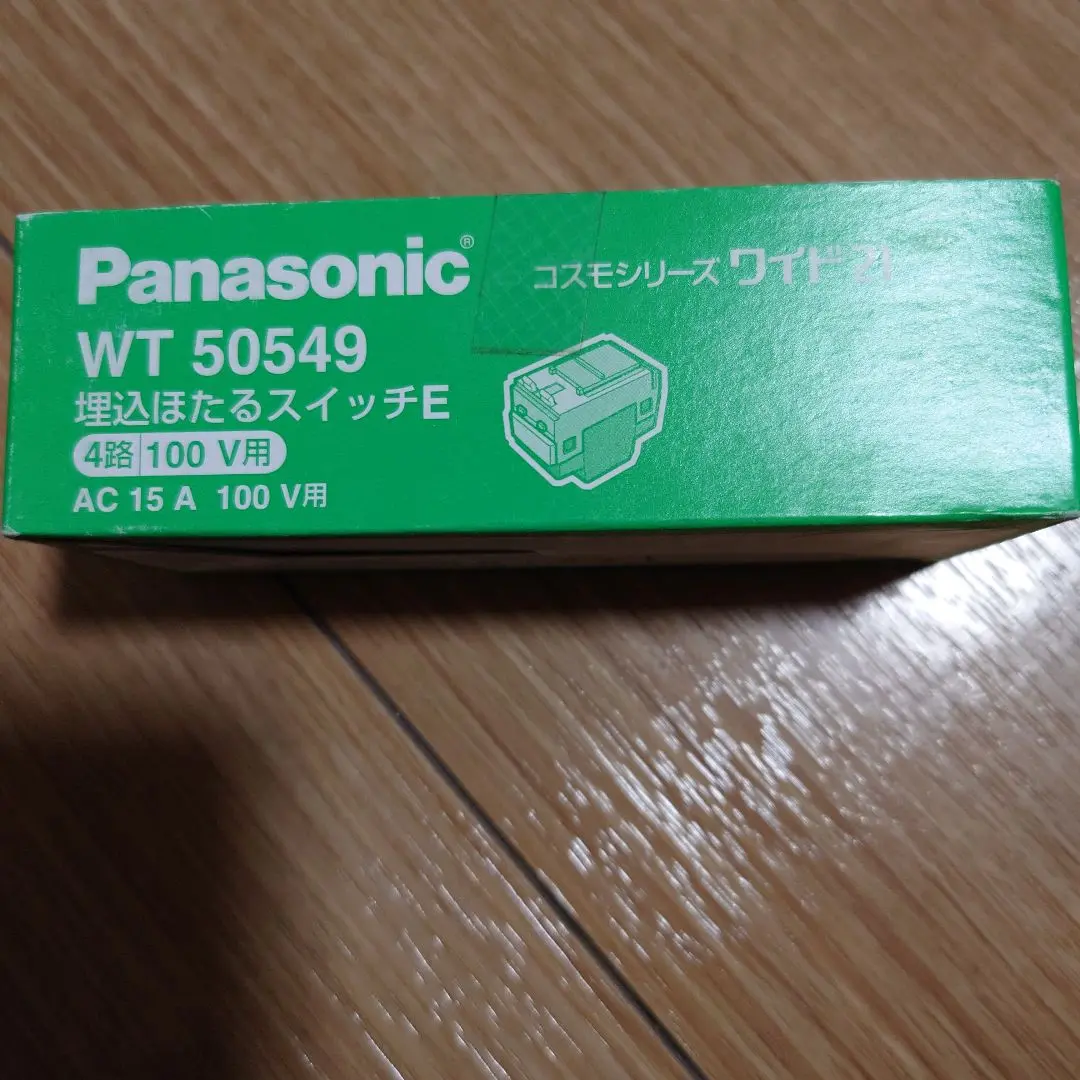 Panasonic®
コスモシリーズ ワイド21
WT 50549
埋込ほたるスイッチE
4路 100 V用
AC 15 A 100 V用